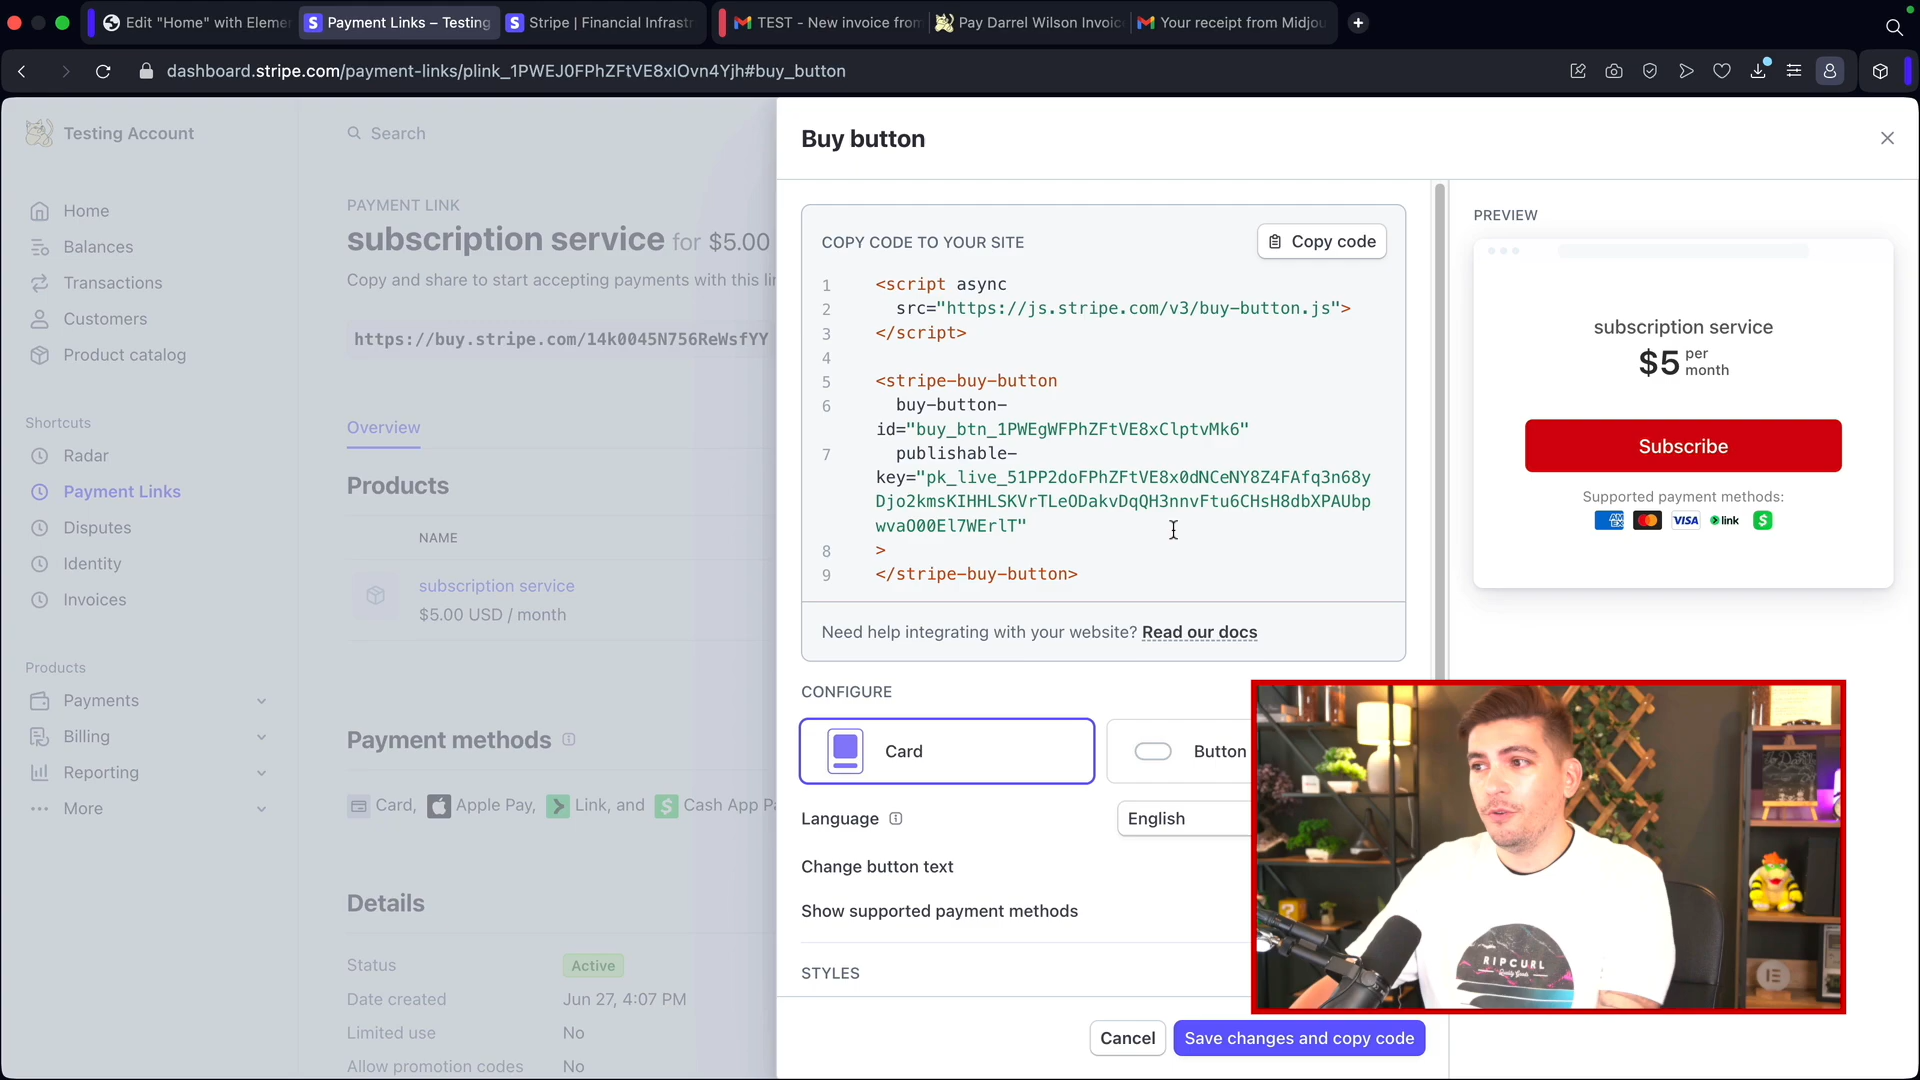 Edit "Home" with Elemen
Payment Links – Testing
Stripe | Financial Infrastr
TEST - New invoice from
Pay Darrel Wilson Invoic
Your receipt from Midjou
dashboard.stripe.com/payment-links/plink_1PWEJ0FPhZFtVE8xIOvn4Yjh#buy_button
Testing Account
Search
Home
Balances
Transactions
Customers
Product catalog
Shortcuts
Radar
Payment Links
Disputes
Identity
Invoices
Products
Payments
Billing
Reporting
More
PAYMENT LINK
subscription service for $5.00
Copy and share to start accepting payments with this lin
https://buy.stripe.com/14k0045N756ReWsfYY
Overview
Products
NAME
subscription service
$5.00 USD / month
Payment methods
Card, Apple Pay, Link, and Cash App Pa
Details
Status Active
Date created Jun 27, 4:07 PM
Limited use No
Allow promotion codes No
Buy button
COPY CODE TO YOUR SITE
Copy code
1 <script async
2 src="https://js.stripe.com/v3/buy-button.js">
3 </script>
4
5 <stripe-buy-button
6 buy-button-
id="buy_btn_1PWEgWFPhZFtVE8xClptvMk6"
7 publishable-
key="pk_live_51PP2doFPhZFtVE8x0dNCeNY8Z4FAfq3n68y
Djo2kmsKIHHLSKVrTLeODakvDqQH3nnvFtu6CHsH8dbXPAUbp
wvaO00El7WErlT"
8 >
9 </stripe-buy-button>
Need help integrating with your website? Read our docs
CONFIGURE
Card
Button
Language
English
Change button text
Show supported payment methods
STYLES
Cancel
Save changes and copy code
PREVIEW
subscription service
$5 per
month
Subscribe
Supported payment methods:
AM
EX
VISA
link
RIPCURL